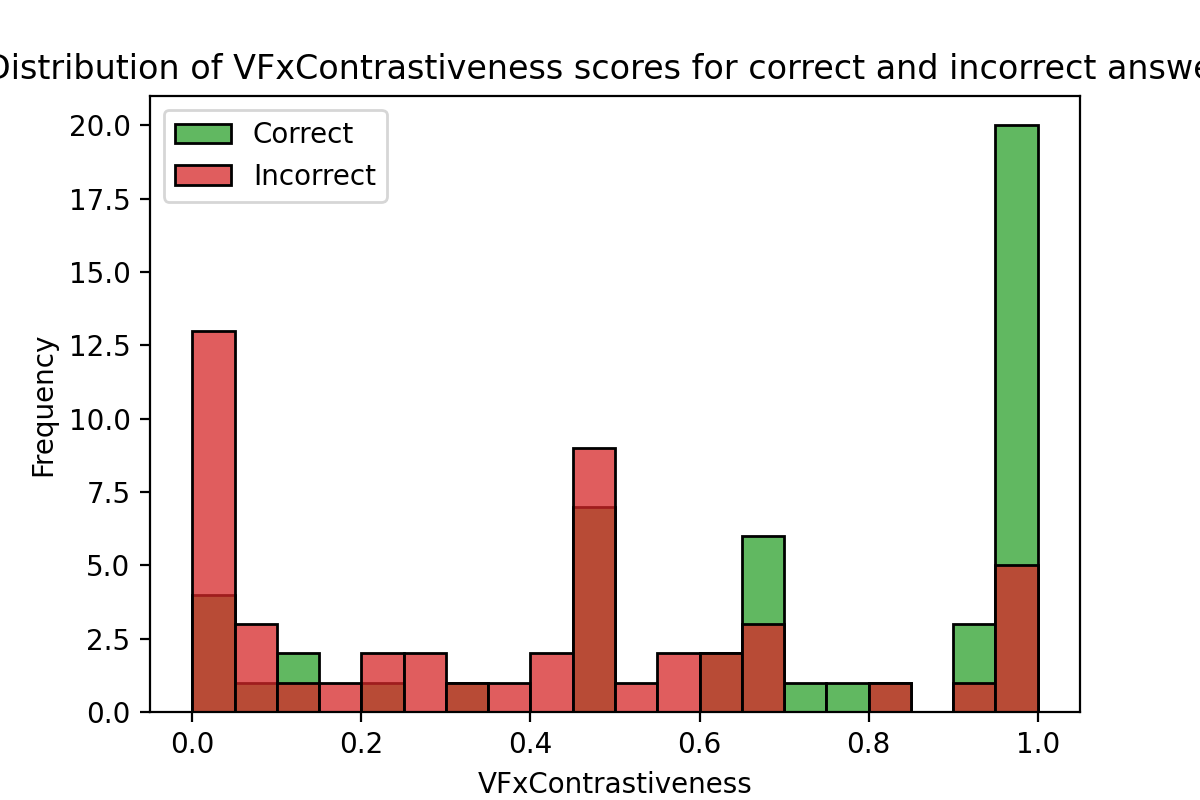 Distribution of VFxContrastiveness scores for correct and incorrect answe
Correct
Incorrect
20.0
17.5
15.0
12.5
10.0
7.5
5.0
2.5
0.0
Frequency
0.0 0.2 0.4 0.6 0.8 1.0
VFxContrastiveness